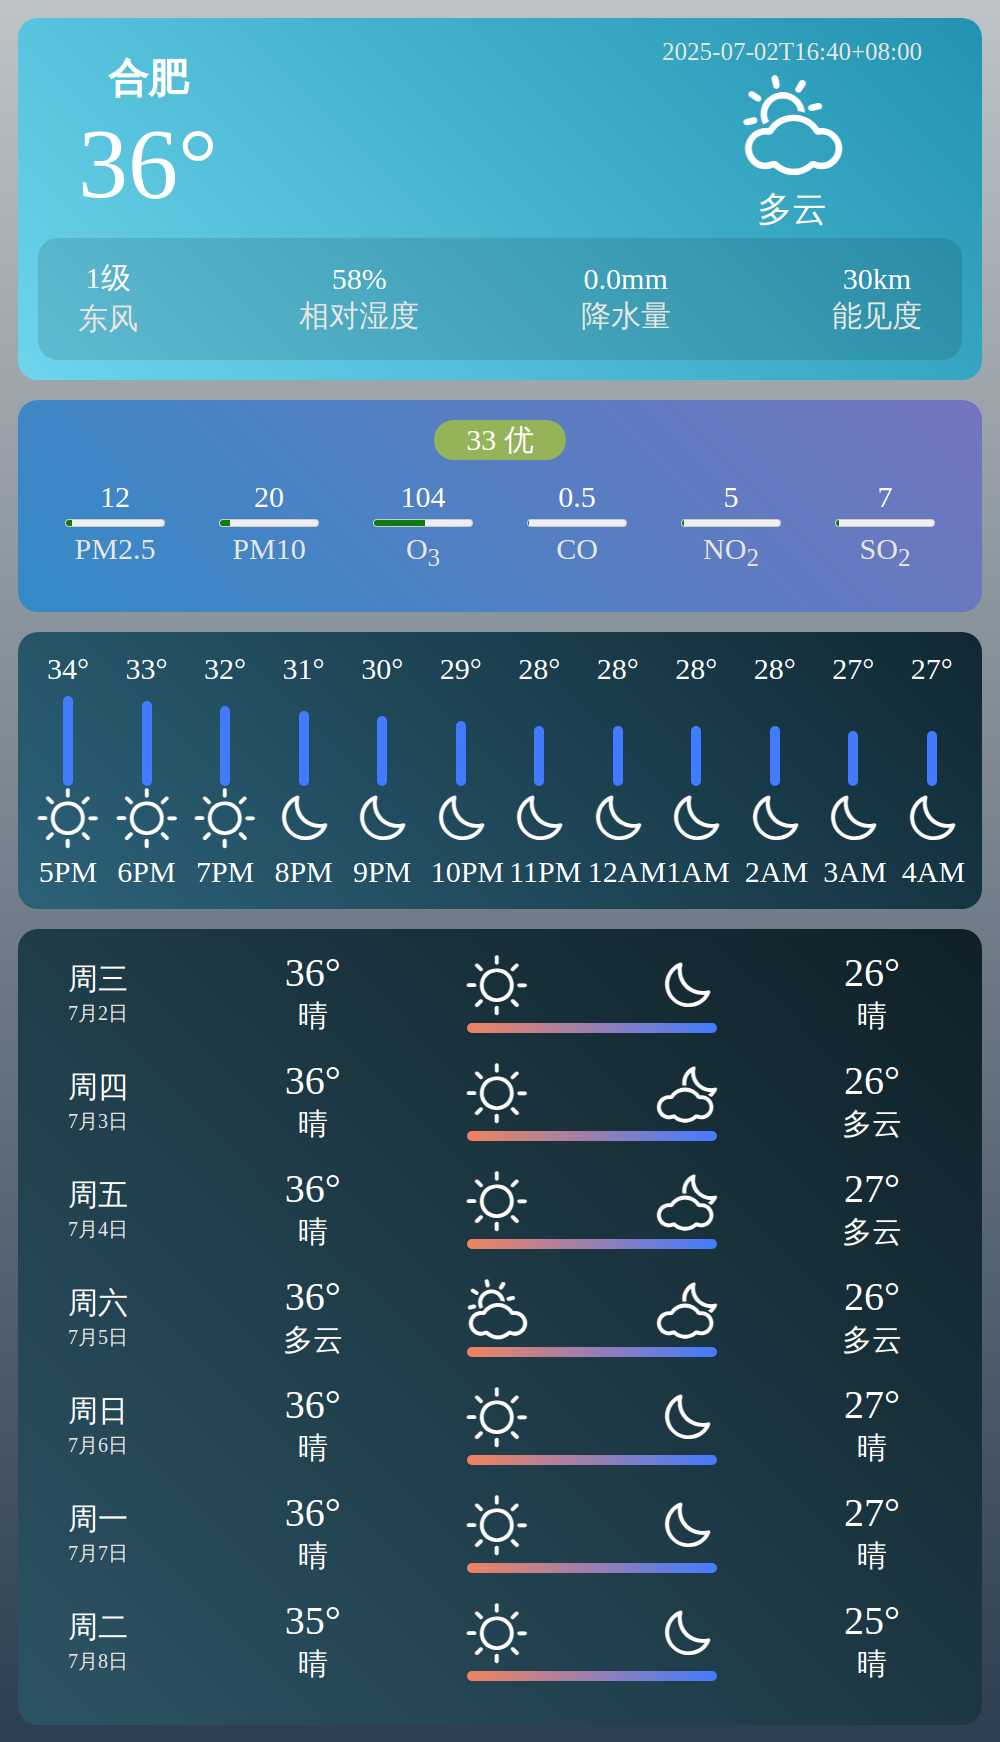 合肥
2025-07-02T16:40+08:00
36°
多云
1级 58% 0.0mm 30km
东风 相对湿度 降水量 能见度
33 优
12 20 104 0.5 5 7
PM2.5 PM10 O3 CO NO2 SO2
34° 33° 32° 31° 30° 29° 28° 28° 28° 28° 27° 27°
5PM 6PM 7PM 8PM 9PM 10PM 11PM 12AM 1AM 2AM 3AM 4AM
周三 36° 26°
7月2日 晴 晴
周四 36° 26°
7月3日 晴 多云
周五 36° 27°
7月4日 晴 多云
周六 36° 26°
7月5日 多云 多云
周日 36° 27°
7月6日 晴 晴
周一 36° 27°
7月7日 晴 晴
周二 35° 25°
7月8日 晴 晴